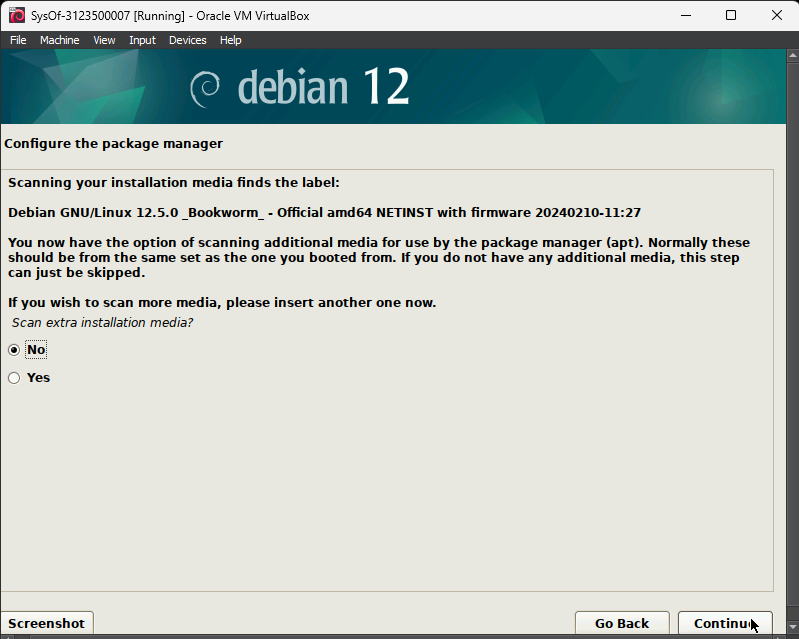 SysOf-3123500007 [Running] - Oracle VM VirtualBox
File Machine View Input Devices Help
debian 12
Configure the package manager
Scanning your installation media finds the label:
Debian GNU/Linux 12.5.0 _Bookworm_ - Official amd64 NETINST with firmware 20240210-11:27
You now have the option of scanning additional media for use by the package manager (apt). Normally these
should be from the same set as the one you booted from. If you do not have any additional media, this step
can just be skipped.
If you wish to scan more media, please insert another one now.
Scan extra installation media?
No
Yes
Screenshot Go Back Continue